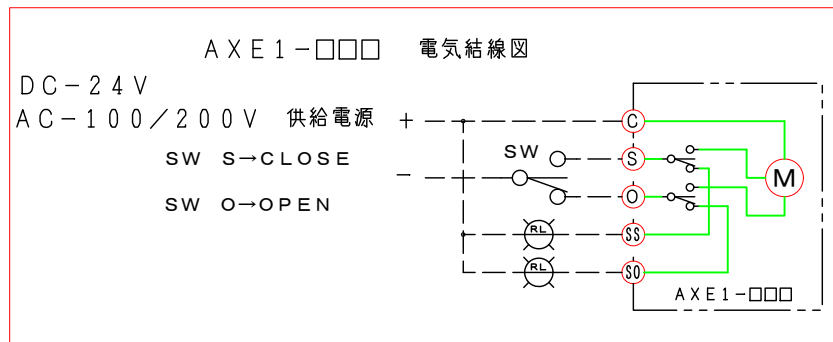 AXE1-□□□ 電気結線図
DC-24V
AC-100/200V 供給電源 +
C
SW S→CLOSE
SW
S
-
M
SW O→OPEN
O
RL
SS
RL
SO
AXE1-□□□